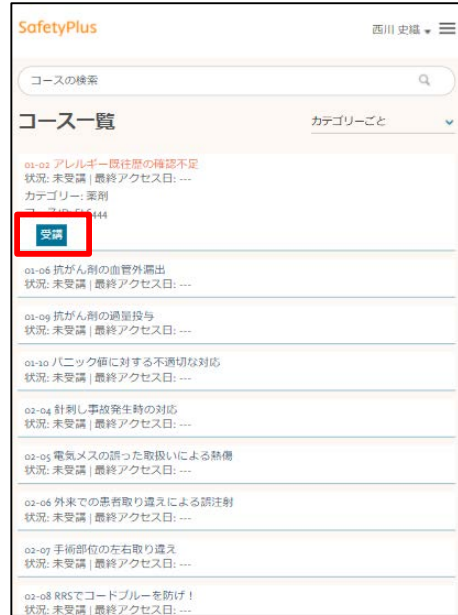 SafetyPlus
西川 史織
コースの検索
コース一覧
カテゴリーごと
01-02 アレルギー既往歴の確認不足
状況: 未受講 | 最終アクセス日: ---
カテゴリー: 薬剤
受講
01-06 抗がん剤の血管外漏出
状況: 未受講 | 最終アクセス日: ---
01-09 抗がん剤の過量投与
状況: 未受講 | 最終アクセス日: ---
01-10 パニック値に対する不適切な対応
状況: 未受講 | 最終アクセス日: ---
02-04 針刺し事故発生時の対応
状況: 未受講 | 最終アクセス日: ---
02-05 電気メスの誤った取扱いによる熱傷
状況: 未受講 | 最終アクセス日: ---
02-06 外来での患者取り違えによる誤注射
状況: 未受講 | 最終アクセス日: ---
02-07 手術部位の左右取り違え
状況: 未受講 | 最終アクセス日: ---
02-08 RRSでコードブルーを防げ！
状況: 未受講 | 最終アクセス日: ---